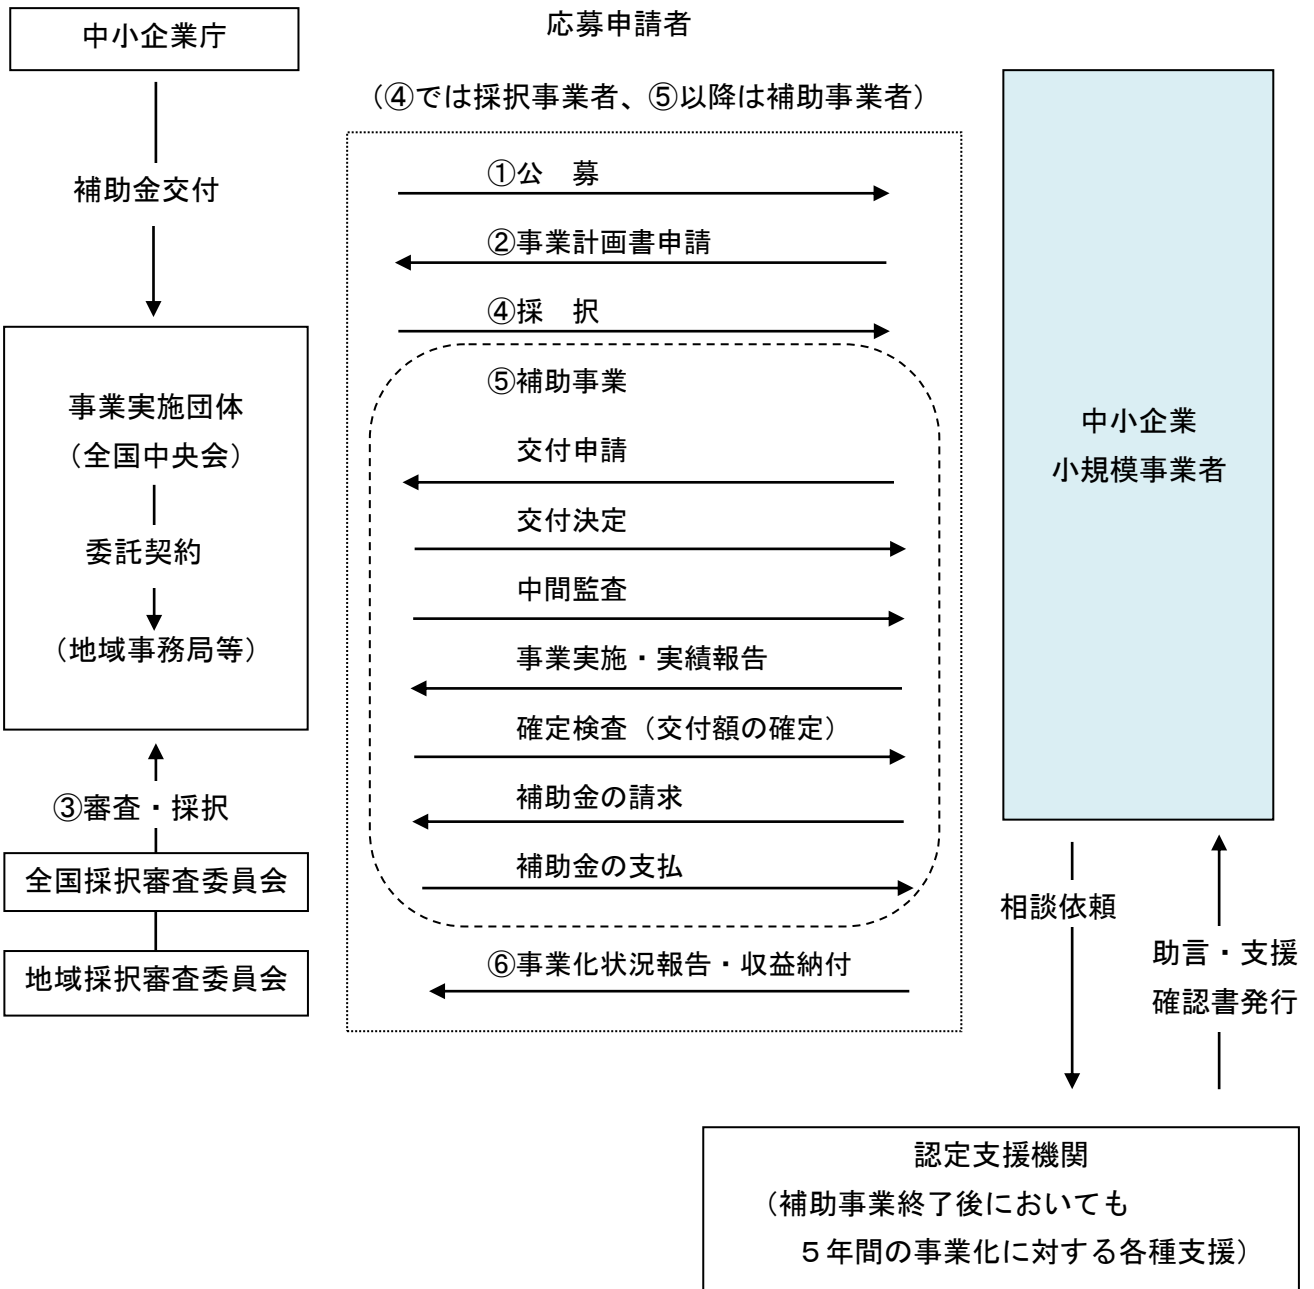 中小企業庁
補助金交付
事業実施団体
（全国中央会）
委託契約
（地域事務局等）
③審査・採択
全国採択審査委員会
地域採択審査委員会
応募申請者
（④では採択事業者、⑤以降は補助事業者）
①公　募
②事業計画書申請
④採　択
⑤補助事業
交付申請
交付決定
中間監査
事業実施・実績報告
確定検査（交付額の確定）
補助金の請求
補助金の支払
⑥事業化状況報告・収益納付
中小企業
小規模事業者
相談依頼
助言・支援
確認書発行
認定支援機関
（補助事業終了後においても
５年間の事業化に対する各種支援）